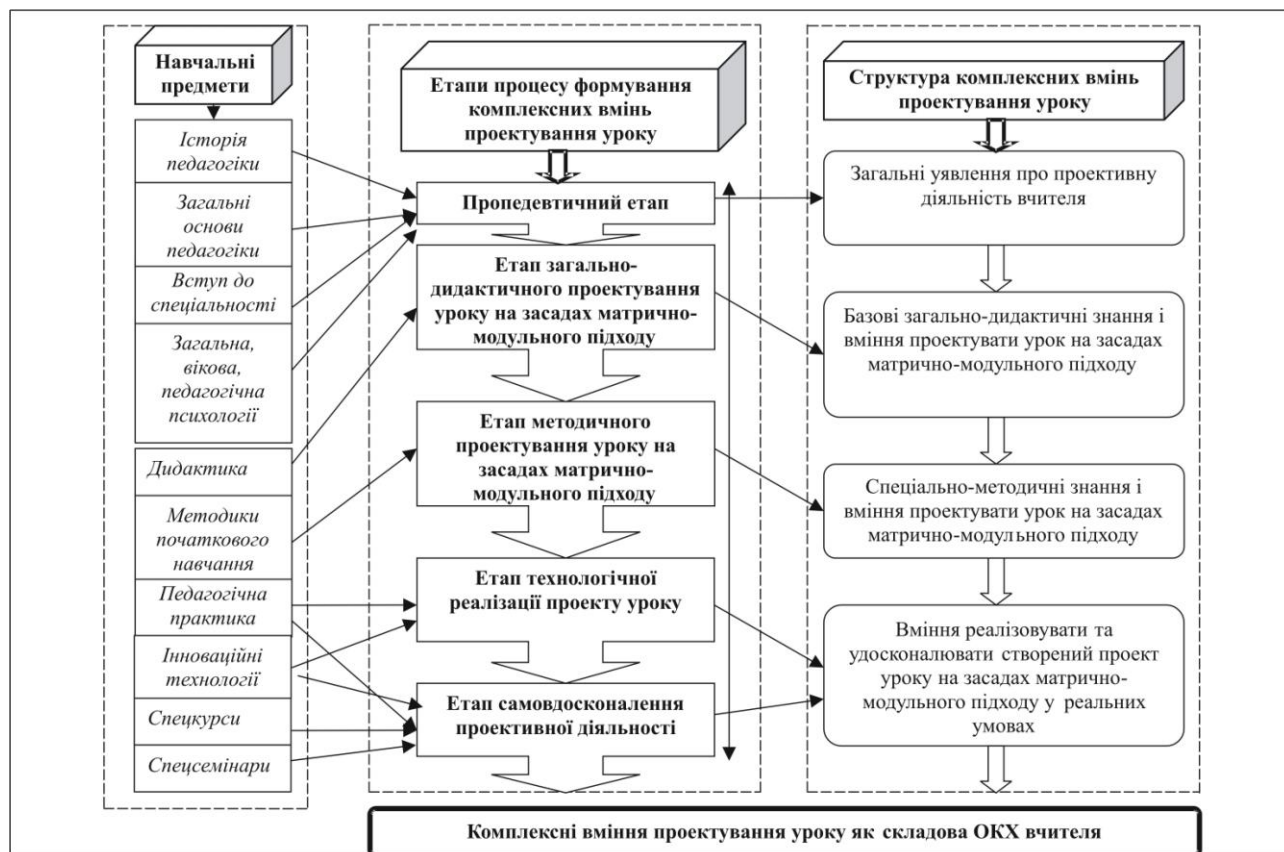 Навчальні
предмети
Історія
педагогіки
Загальні
основи
педагогіки
Вступ до
спеціальності
Загальна,
вікова,
педагогічна
психології
Дидактика
Методики
початкового
навчання
Педагогічна
практика
Інноваційні
технології
Спецкурси
Спецсемінари
Етапи процесу формування
комплексних вмінь
проектування уроку
Пропедевтичний етап
Етап загально-
дидактичного проектування
уроку на засадах матрично-
модульного підходу
Етап методичного
проектування уроку на
засадах матрично-
модульного підходу
Етап технологічної
реалізації проекту уроку
Етап самовдосконалення
проективної діяльності
Структура комплексних вмінь
проектування уроку
Загальні уявлення про проективну
діяльність вчителя
Базові загально-дидактичні знання і
вміння проектувати урок на засадах
матрично-модульного підходу
Спеціально-методичні знання і
вміння проектувати урок на засадах
матрично-модульного підходу
Вміння реалізовувати та
удосконалювати створений проект
уроку на засадах матрично-
модульного підходу у реальних
умовах
Комплексні вміння проектування уроку як складова ОКХ вчителя